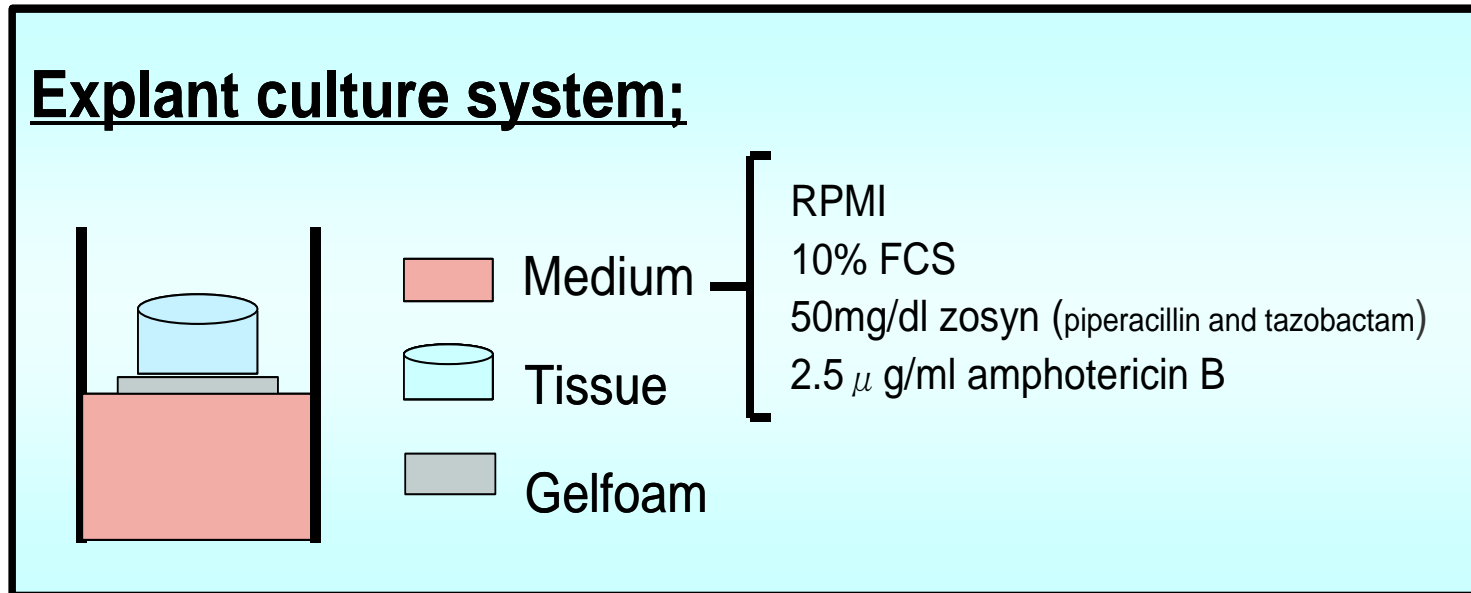 Explant culture system;
Medium
Tissue
Gelfoam
RPMI
10% FCS
50mg/dl zosyn (piperacillin and tazobactam)
2.5 μ g/ml amphotericin B